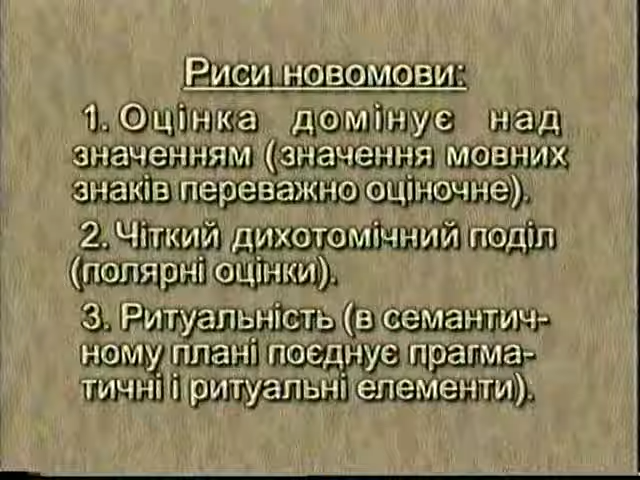 Риси новомови:
1. Оцінка домінує над
значенням (значення мовних
знаків переважно оціночне).
2. Чіткий дихотомічний поділ
(полярні оцінки).
3. Ритуальність (в семантич-
ному плані поєднує прагма-
тичні і ритуальні елементи).